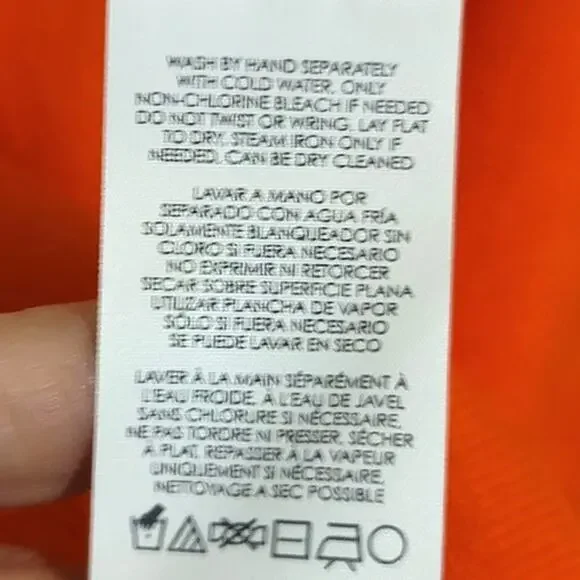 WASH BY HAND SEPARATELY
WITH COLD WATER. ONLY
NON-CHLORINE BLEACH IF NEEDED
DO NOT TWIST OR WRING. LAY FLAT
TO DRY. STEAM IRON ONLY IF
NEEDED. CAN BE DRY CLEANED
LAVAR A MANO POR
SEPARADO CON AGUA FRÍA
SOLAMENTE BLANQUEADOR SIN
CLORO SI FUERA NECESARIO
NO EXPRIMIR NI RETORCER
SECAR SOBRE SUPERFICIE PLANA
UTILIZAR PLANCHA DE VAPOR
SÓLO SI FUERA NECESARIO
SE PUEDE LAVAR EN SECO
LAVER À LA MAIN SÉPARÉMENT À
L'EAU FROIDE, A L'EAU DE JAVEL
SANS CHLORURE SI NÉCESSAIRE,
NE PAS TORDRE NI PRESSER. SÉCHER
A PLAT. REPASSER À LA VAPEUR
UNIQUEMENT SI NÉCESSAIRE.
NETTOYAGE A SEC POSSIBLE